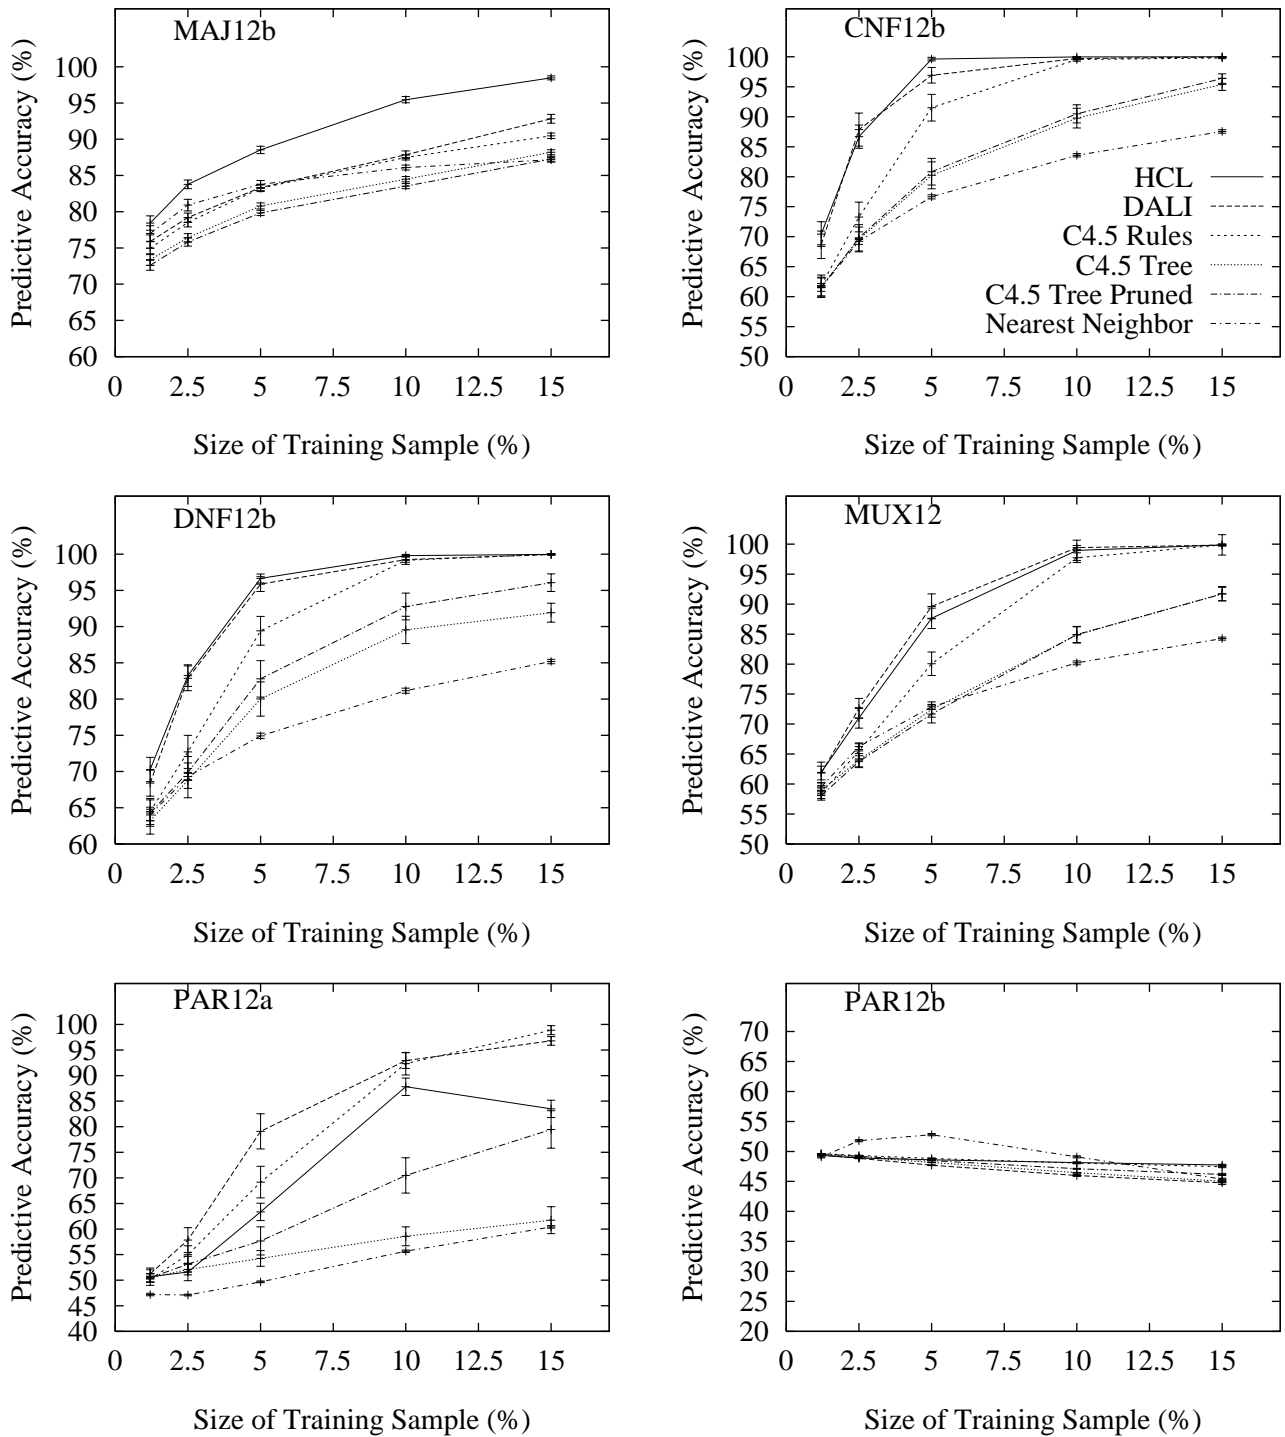 MAJ12b
Predictive Accuracy (%)
100
95
90
85
80
75
70
65
60
0 2.5 5 7.5 10 12.5 15
Size of Training Sample (%)
CNF12b
Predictive Accuracy (%)
100
95
90
85
80
75
70
65
60
55
50
HCL
DALI
C4.5 Rules
C4.5 Tree
C4.5 Tree Pruned
Nearest Neighbor
0 2.5 5 7.5 10 12.5 15
Size of Training Sample (%)
DNF12b
Predictive Accuracy (%)
100
95
90
85
80
75
70
65
60
0 2.5 5 7.5 10 12.5 15
Size of Training Sample (%)
MUX12
Predictive Accuracy (%)
100
95
90
85
80
75
70
65
60
55
50
0 2.5 5 7.5 10 12.5 15
Size of Training Sample (%)
PAR12a
Predictive Accuracy (%)
100
95
90
85
80
75
70
65
60
55
50
45
40
0 2.5 5 7.5 10 12.5 15
Size of Training Sample (%)
PAR12b
Predictive Accuracy (%)
70
65
60
55
50
45
40
35
30
25
20
0 2.5 5 7.5 10 12.5 15
Size of Training Sample (%)